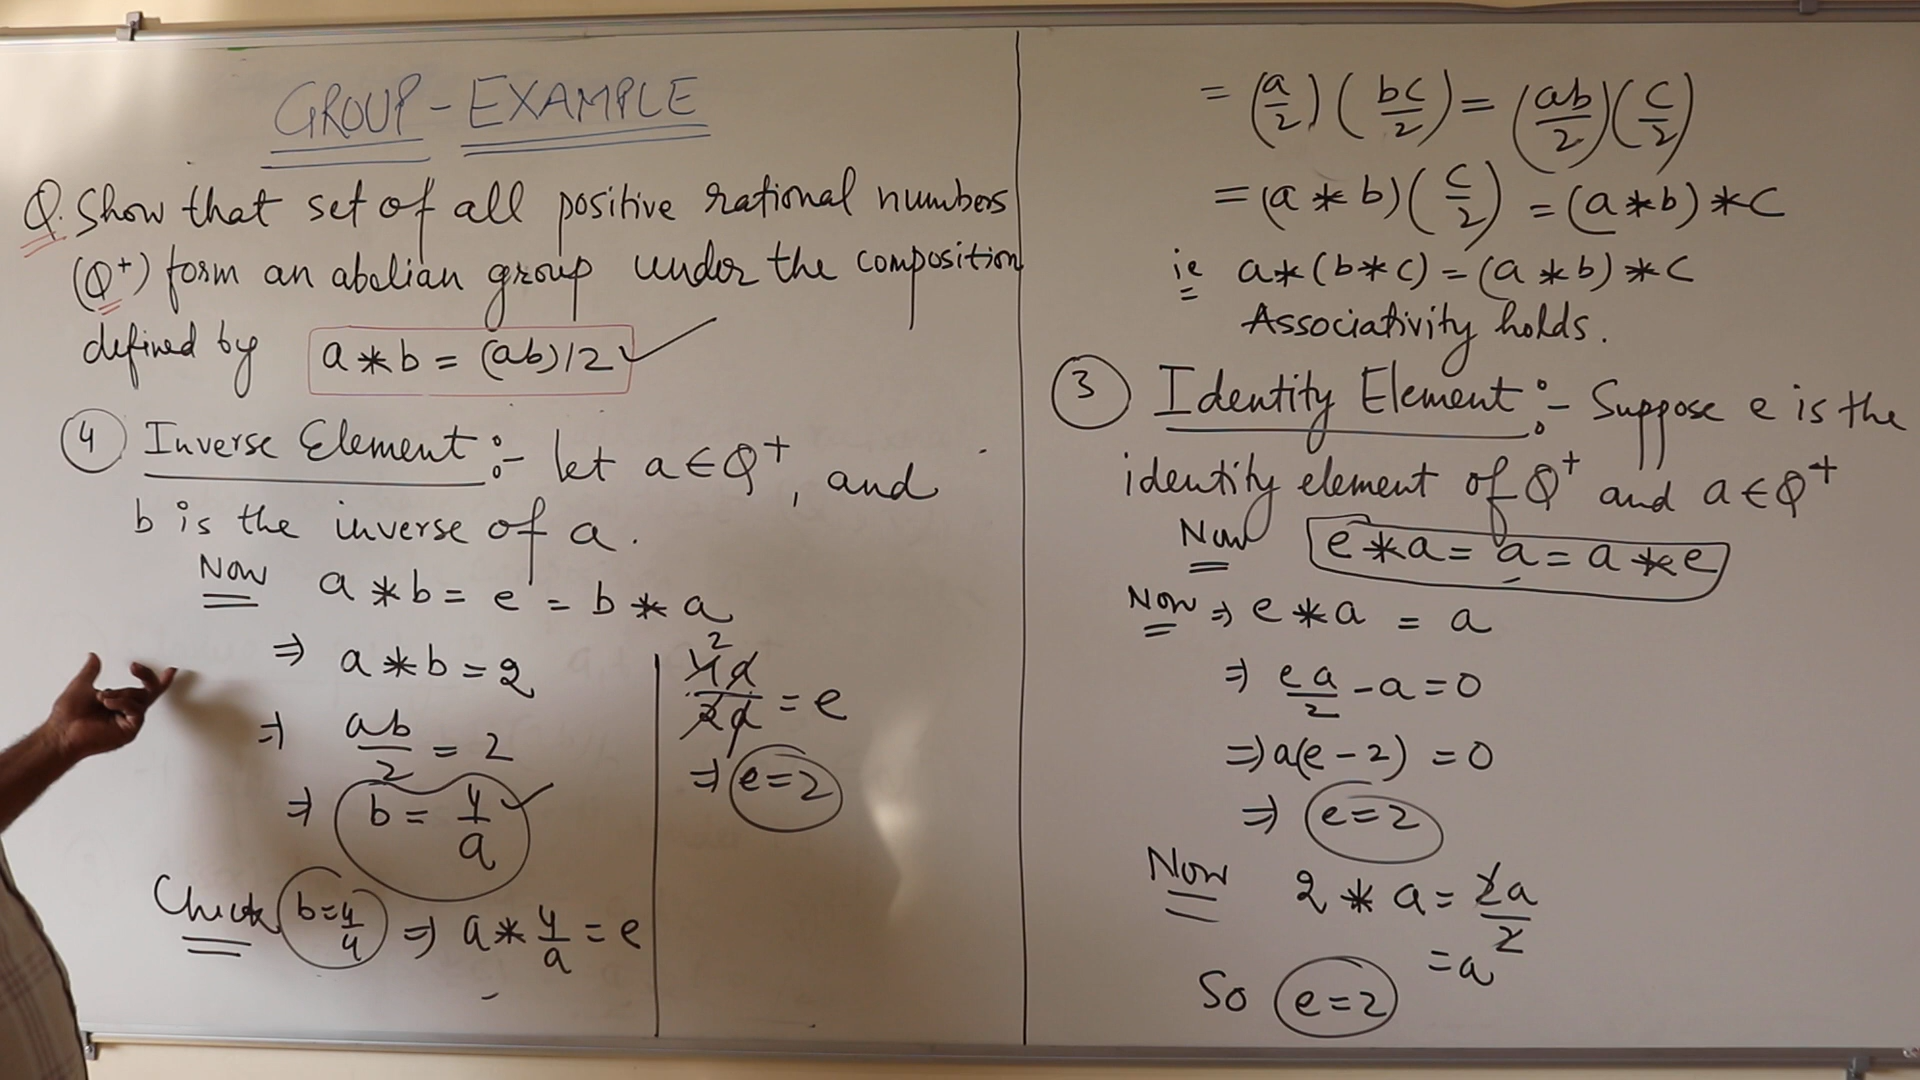 GROUP - EXAMPLE
Q. Show that set of all positive rational numbers
(Q⁺) form an abelian group under the composition
defined by a * b = (ab)/2 ✓
④ Inverse Element :- let a ∈ Q⁺, and
b is the inverse of a.
Now a * b = e = b * a
⇒ a * b = 2
⇒ ab/2 = 2
⇒ b = 4/a ✓
Check b=4/4 ⇒ a * 4/a = e
4a/2a = e
2
⇒ e=2
= (a/2)(bc/2) = (ab/2)(c/2)
= (a * b)(c/2) = (a * b) * c
ie a * (b * c) = (a * b) * c
Associativity holds.
③ Identity Element :- Suppose e is the
identity element of Q⁺ and a ∈ Q⁺
Now e * a = a = a * e
Now ⇒ e * a = a
⇒ ea/2 - a = 0
⇒ a(e - 2) = 0
⇒ e=2
Now 2 * a = 2a/2
= a
So e=2